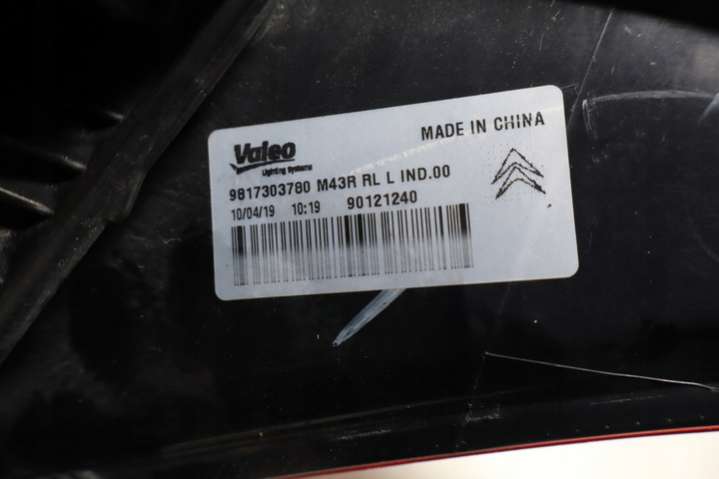 Valeo
MADE IN CHINA
Lighting Systems
9817303780 M43R RL L IND.00
10/04/19 10:19 90121240